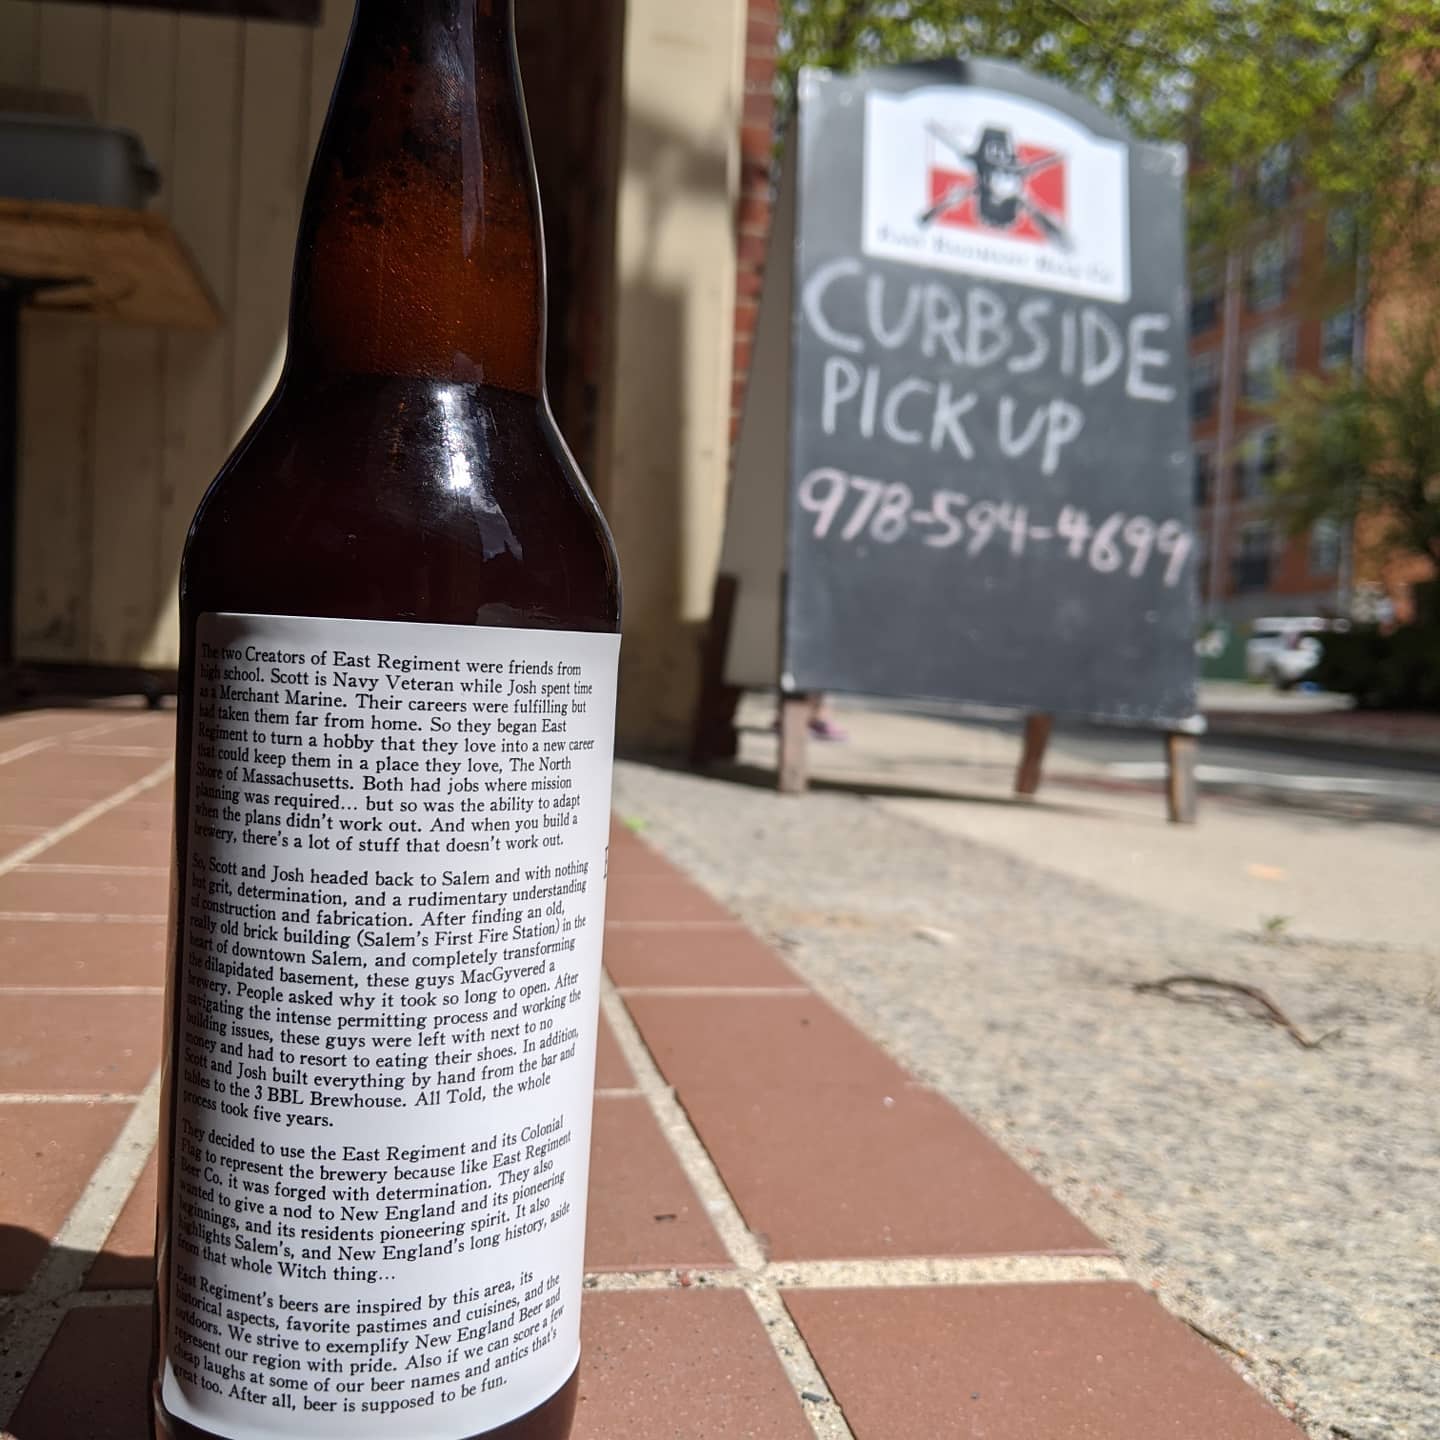 The two Creators of East Regiment were friends from
high school. Scott is Navy Veteran while Josh spent time
as a Merchant Marine. Their careers were fulfilling but
had taken them far from home. So they began East
Regiment to turn a hobby that they love into a new career
that could keep them in a place they love, The North
Shore of Massachusetts. Both had jobs where mission
planning was required... but so was the ability to adapt
when the plans didn't work out. And when you build a
brewery, there's a lot of stuff that doesn't work out.
So, Scott and Josh headed back to Salem and with nothing
but grit, determination, and a rudimentary understanding
of construction and fabrication. After finding an old,
really old brick building (Salem's First Fire Station) in the
heart of downtown Salem, and completely transforming
the dilapidated basement, these guys MacGyvered a
brewery. People asked why it took so long to open. After
navigating the intense permitting process and working the
building issues, these guys were left with next to no
money and had to resort to eating their shoes. In addition,
Scott and Josh built everything by hand from the bar and
tables to the 3 BBL Brewhouse. All Told, the whole
process took five years.
They decided to use the East Regiment and its Colonial
Flag to represent the brewery because like East Regiment
Beer Co. it was forged with determination. They also
wanted to give a nod to New England and its pioneering
beginnings, and its residents pioneering spirit. It also
highlights Salem's, and New England's long history, aside
from that whole Witch thing...
East Regiment's beers are inspired by this area, its
historical aspects, favorite pastimes and cuisines, and the
outdoors. We strive to exemplify New England Beer and
represent our region with pride. Also if we can score a few
cheap laughs at some of our beer names and antics that's
great too. After all, beer is supposed to be fun.
East Regiment Beer Co
CURBSIDE
PICK UP
978-594-4699